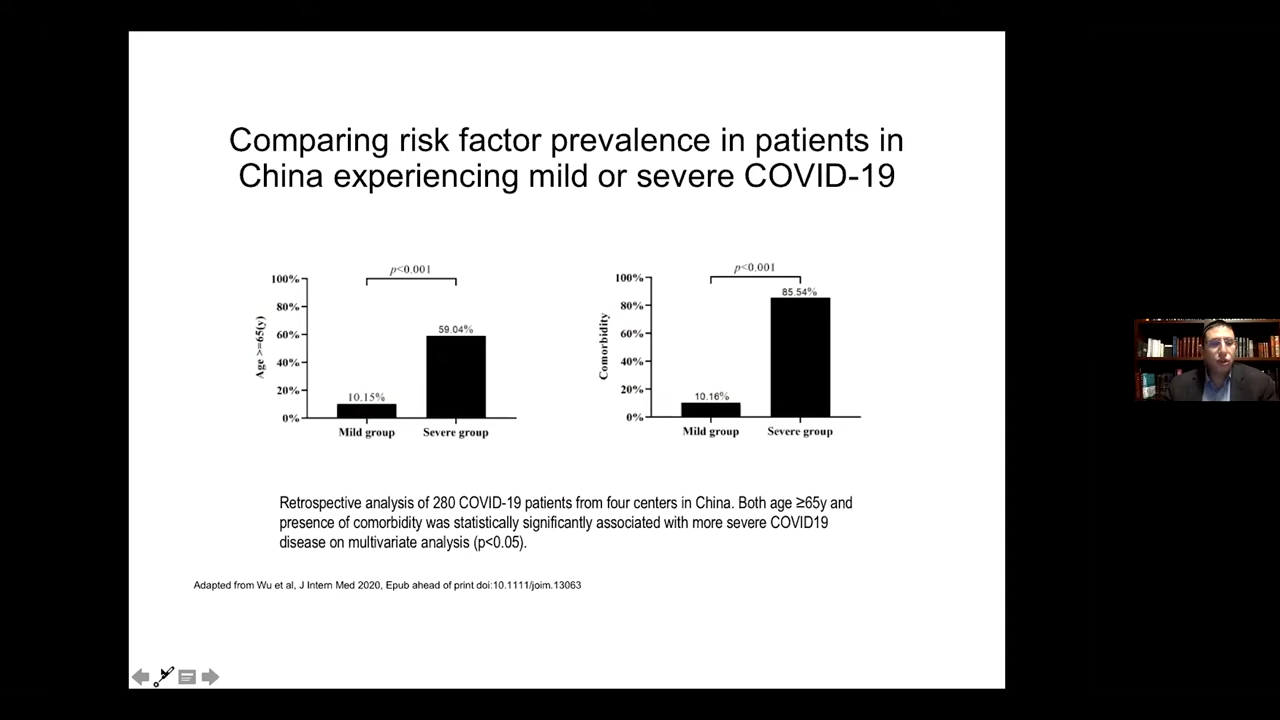 Comparing risk factor prevalence in patients in
China experiencing mild or severe COVID-19
p<0.001
100%
80%
60%
40%
20%
0%
Age >=65(y)
10.15%
59.04%
Mild group
Severe group
p<0.001
100%
80%
60%
40%
20%
0%
Comorbidity
10.16%
85.54%
Mild group
Severe group
Retrospective analysis of 280 COVID-19 patients from four centers in China. Both age ≥65y and
presence of comorbidity was statistically significantly associated with more severe COVID19
disease on multivariate analysis (p<0.05).
Adapted from Wu et al, J Intern Med 2020, Epub ahead of print doi:10.1111/joim.13063